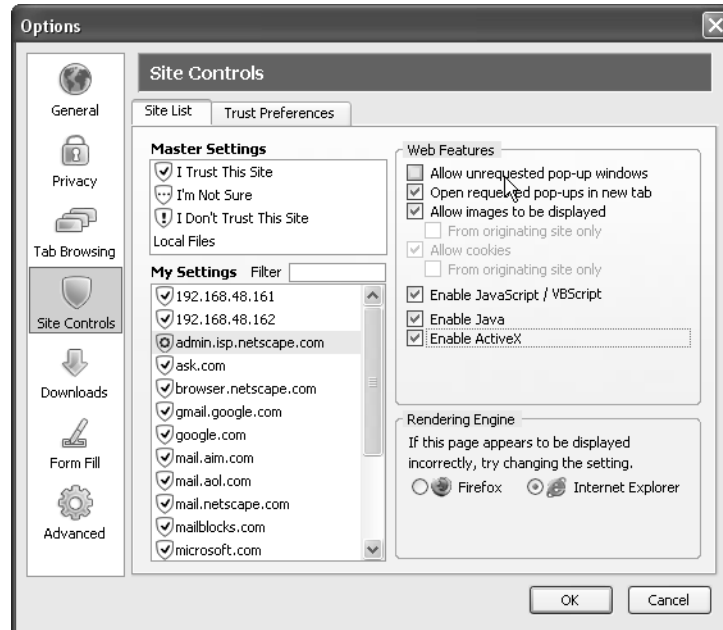 Options
General
Privacy
Tab Browsing
Site Controls
Downloads
Form Fill
Advanced
Site Controls
Site List Trust Preferences
Master Settings
I Trust This Site
I'm Not Sure
I Don't Trust This Site
Local Files
My Settings Filter
192.168.48.161
192.168.48.162
admin.isp.netscape.com
ask.com
browser.netscape.com
gmail.google.com
google.com
mail.aim.com
mail.aol.com
mail.netscape.com
mailblocks.com
microsoft.com
Web Features
Allow unrequested pop-up windows
Open requested pop-ups in new tab
Allow images to be displayed
From originating site only
Allow cookies
From originating site only
Enable JavaScript / VBScript
Enable Java
Enable ActiveX
Rendering Engine
If this page appears to be displayed
incorrectly, try changing the setting.
Firefox Internet Explorer
OK Cancel